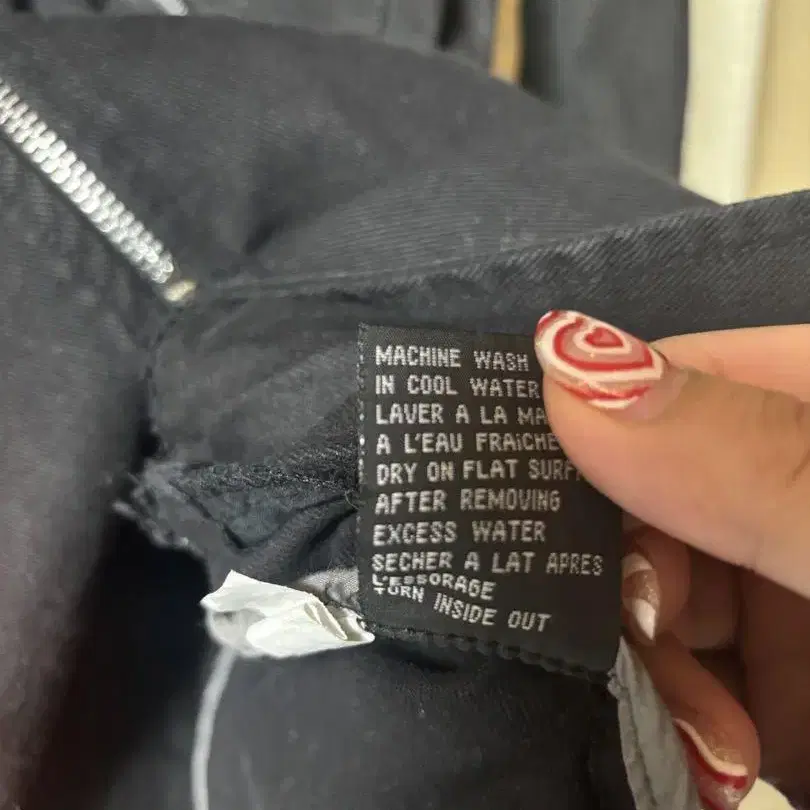 MACHINE WASH
IN COOL WATER
LAVER A LA MA
A L'EAU FRAICHE
DRY ON FLAT SURF
AFTER REMOVING
EXCESS WATER
SECHER A LAT APRES
L'ESSORAGE
TURN INSIDE OUT